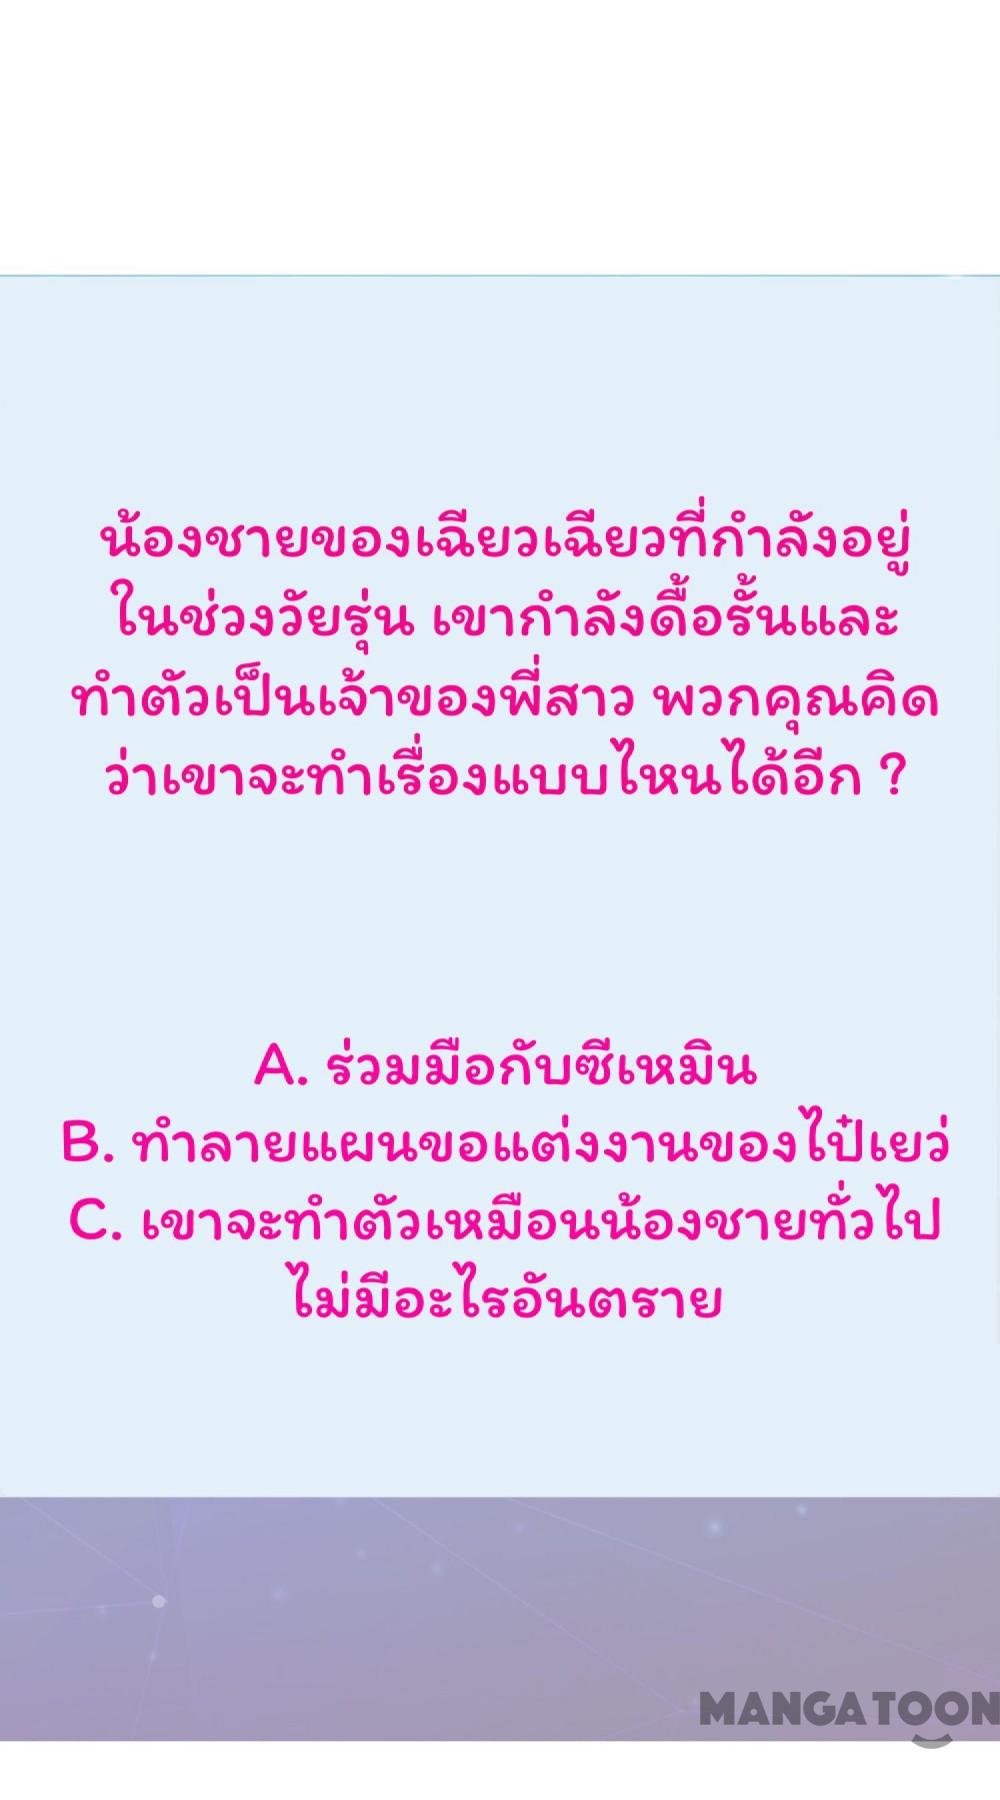 น้องชายของเฉียวเฉียวที่กำลังอยู่
ในช่วงวัยรุ่น เขากำลังดื้อรั้นและ
ทำตัวเป็นเจ้าของพี่สาว พวกคุณคิด
ว่าเขาจะทำเรื่องแบบไหนได้อีก ?
A. ร่วมมือกับซีเหมิน
B. ทำลายแผนขอแต่งงานของไป๋เยว่
C. เขาจะทำตัวเหมือนน้องชายทั่วไป
ไม่มีอะไรอันตราย
MANGATOON